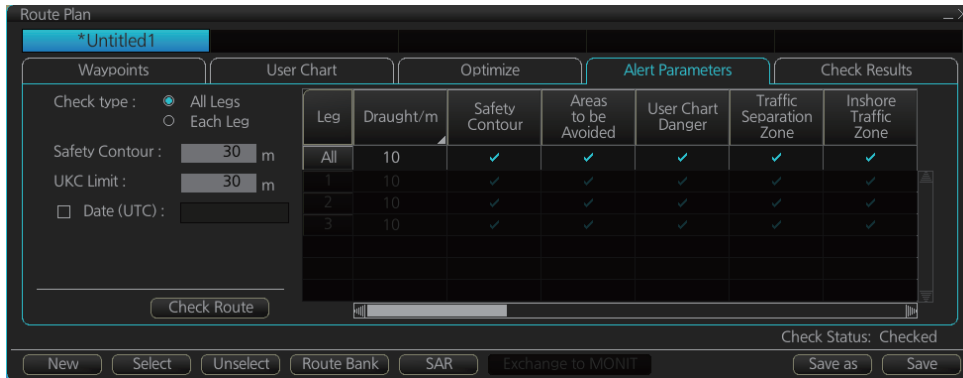 Route Plan
*Untitled1
Waypoints User Chart Optimize Alert Parameters Check Results
Check type : All Legs
Each Leg
Safety Contour : 30 m
UKC Limit : 30 m
Date (UTC) :
Check Route
Leg Draught/m Safety Contour Areas to be Avoided User Chart Danger Traffic Separation Zone Inshore Traffic Zone
All 10 ✓ ✓ ✓ ✓ ✓
1 10 ✓ ✓ ✓ ✓ ✓
2 10 ✓ ✓ ✓ ✓ ✓
3 10 ✓ ✓ ✓ ✓ ✓
Check Status: Checked
New Select Unselect Route Bank SAR Exchange to MONIT Save as Save